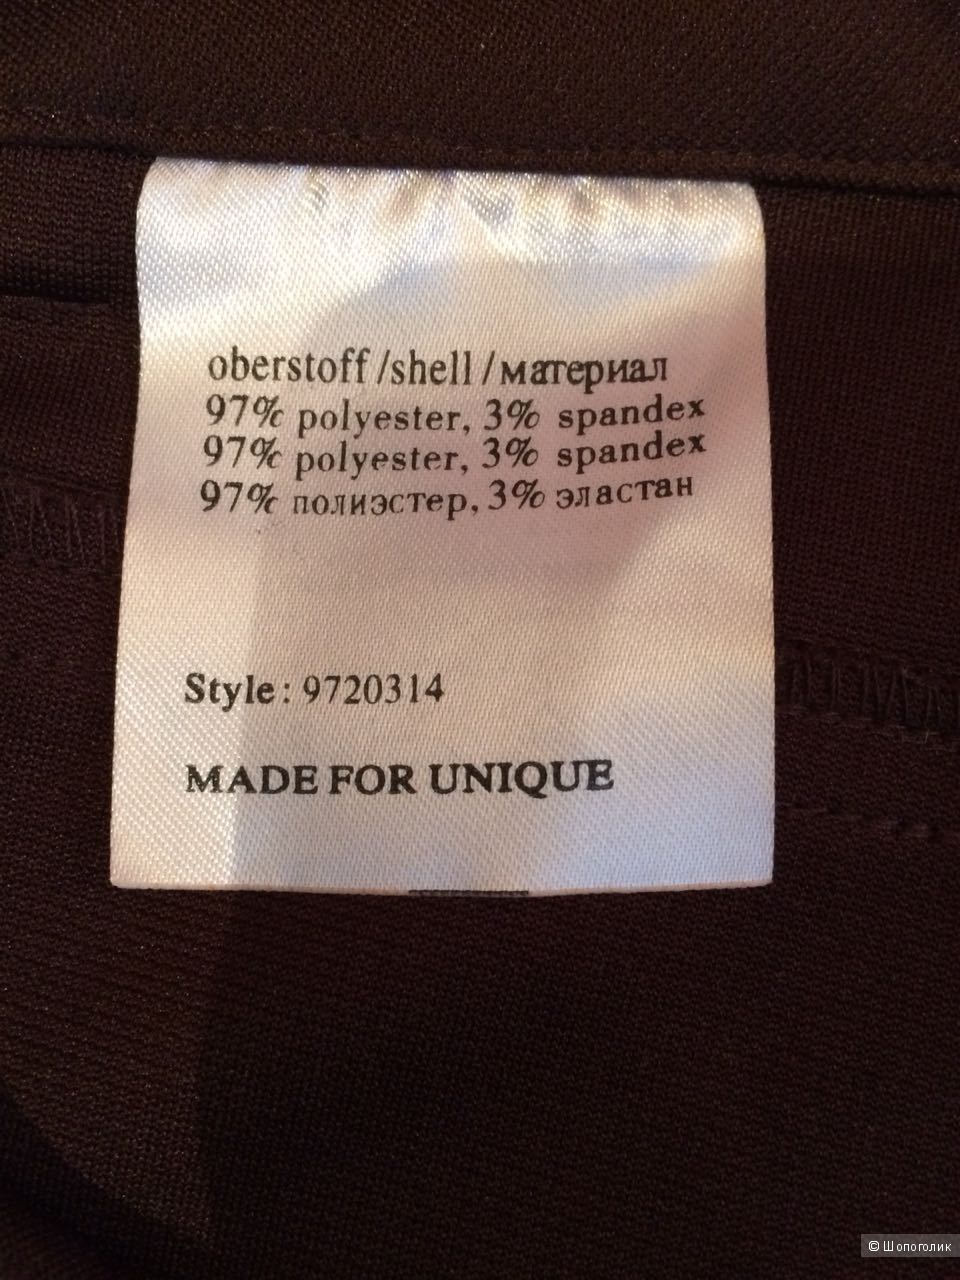 oberstoff/shell/материал
97% polyester, 3% spandex
97% polyester, 3% spandex
97% полиэстер, 3% эластан
Style: 9720314
MADE FOR UNIQUE
© Шопоголик